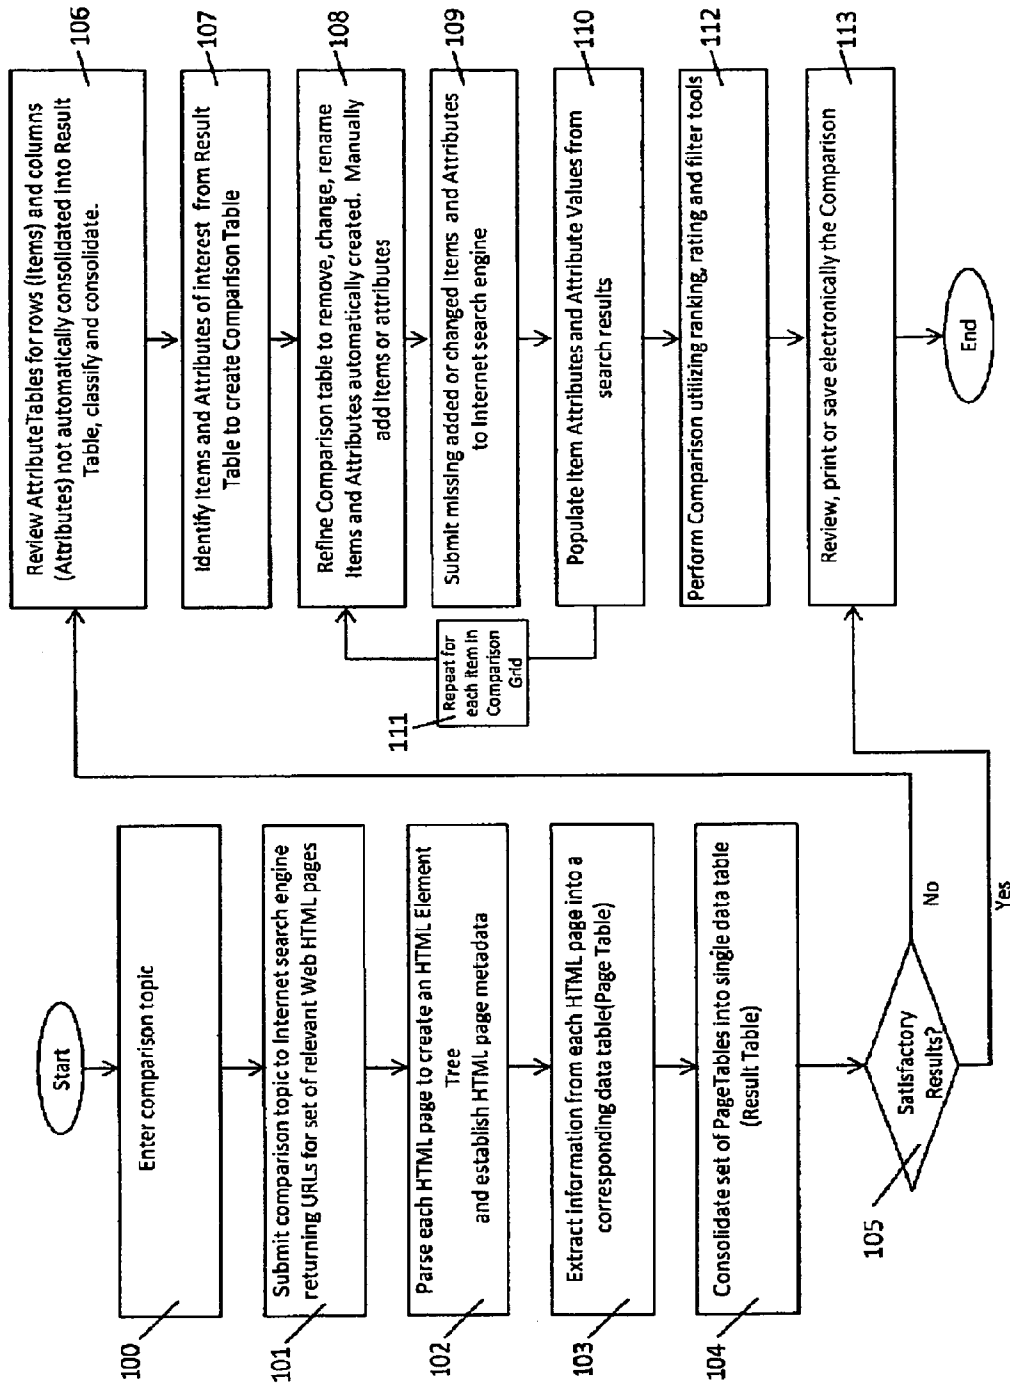 Start
Enter comparison topic
100
Submit comparison topic to Internet search engine
returning URLs for set of relevant Web HTML pages
101
Parse each HTML page to create an HTML Element
Tree
and establish HTML page metadata
102
Extract information from each HTML page into a
corresponding data table(Page Table)
103
Consolidate set of PageTables into single data table
(Result Table)
104
Satisfactory
Results?
105
No
Yes
Review AttributeTables for rows (Items) and columns
(Attributes) not automatically consolidated into Result
Table, classify and consolidate.
106
Identify Items and Attributes of interest from Result
Table to create Comparison Table
107
Refine Comparison table to remove, change, rename
Items and Attributes automatically created. Manually
add Items or attributes
108
Submit missing added or changed Items and Attributes
to Internet search engine
109
Populate Item Attributes and Attribute Values from
search results
110
Repeat for
each item in
Comparison
Grid
111
Perform Comparison utilizing ranking, rating and filter tools
112
Review, print or save electronically the Comparison
113
End